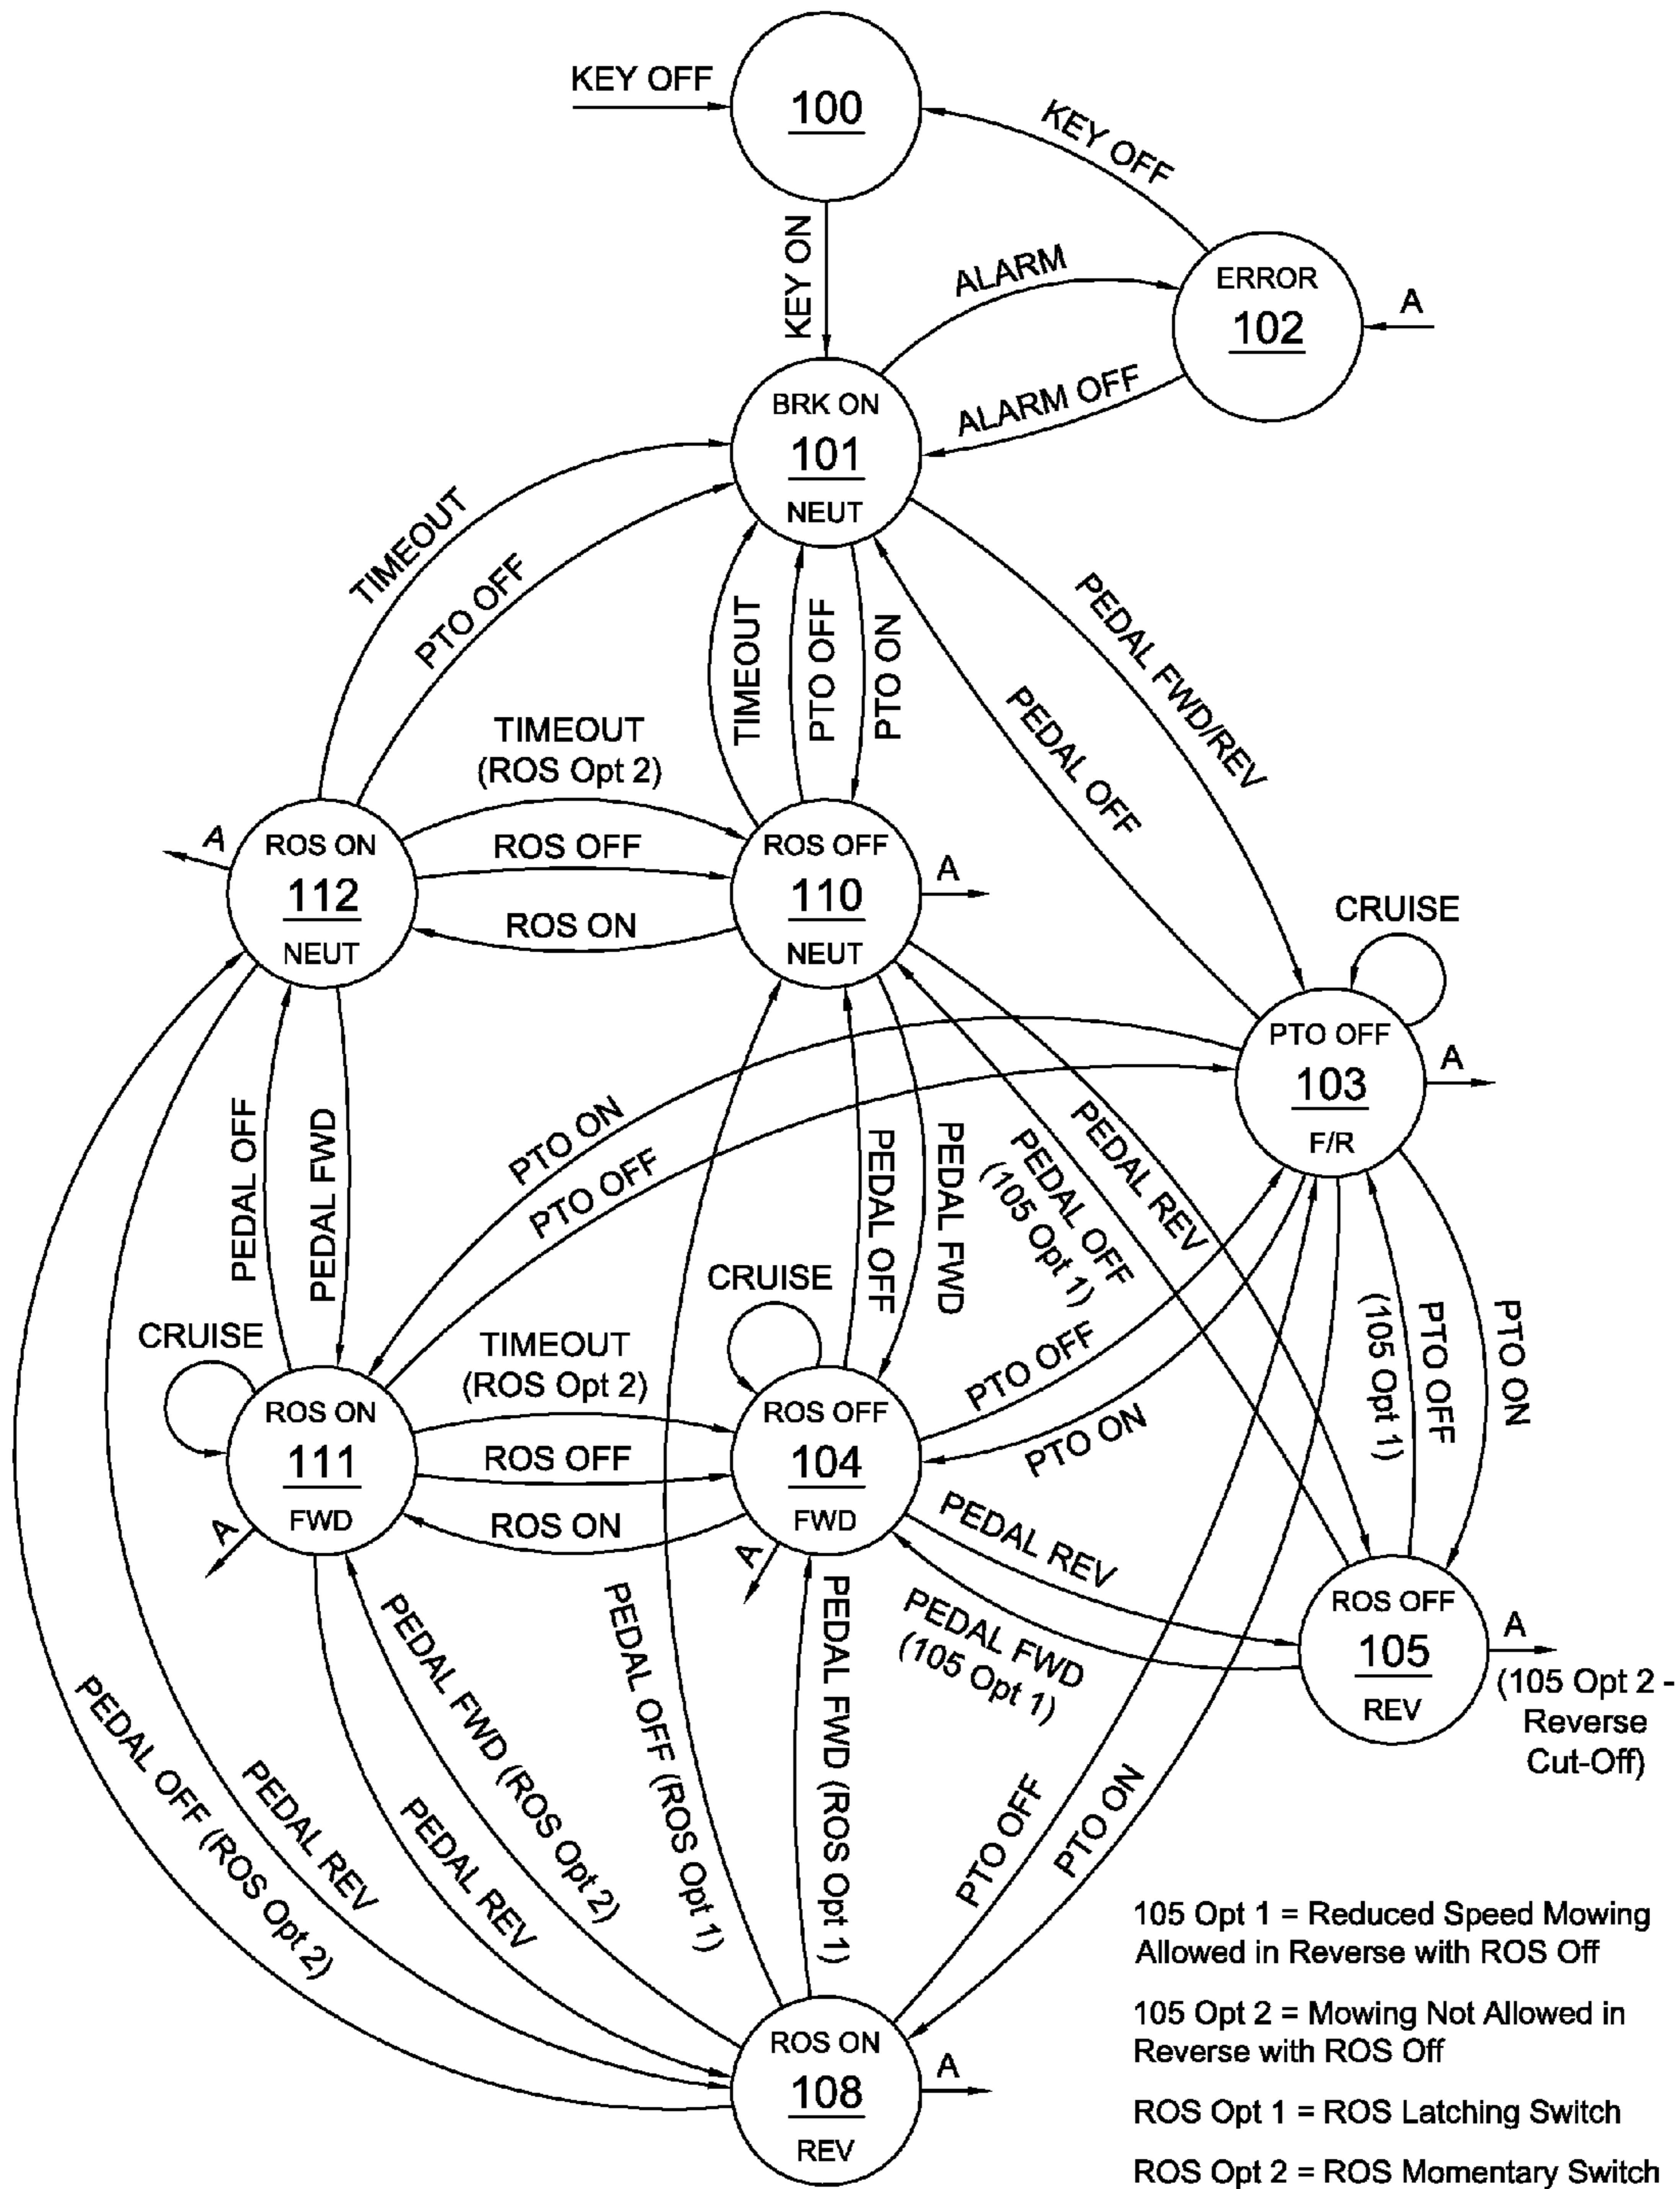 KEY OFF
100
KEY OFF
KEY ON
ALARM
ERROR
102
A
ALARM OFF
BRK ON
101
NEUT
TIMEOUT
PTO OFF
TIMEOUT
PTO OFF
PTO ON
PEDAL FWD/REV
PEDAL OFF
TIMEOUT
(ROS Opt 2)
A
ROS ON
112
NEUT
ROS OFF
ROS ON
ROS OFF
110
NEUT
A
CRUISE
PTO OFF
103
F/R
A
PEDAL OFF
PEDAL FWD
PTO ON
PTO OFF
PEDAL OFF
PEDAL FWD
PEDAL OFF
(105 Opt 1)
PEDAL REV
CRUISE
CRUISE
TIMEOUT
(ROS Opt 2)
PTO OFF
PTO ON
PTO OFF
(105 Opt 1)
PTO ON
ROS ON
111
FWD
A
ROS OFF
ROS ON
ROS OFF
104
FWD
A
PEDAL REV
PEDAL FWD
(105 Opt 1)
ROS OFF
105
REV
A
(105 Opt 2 -
Reverse
Cut-Off)
PEDAL OFF (ROS Opt 2)
PEDAL REV
PEDAL REV
PEDAL FWD (ROS Opt 2)
PEDAL OFF (ROS Opt 1)
PEDAL FWD (ROS Opt 1)
PTO OFF
PTO ON
ROS ON
108
REV
A
105 Opt 1 = Reduced Speed Mowing
Allowed in Reverse with ROS Off
105 Opt 2 = Mowing Not Allowed in
Reverse with ROS Off
ROS Opt 1 = ROS Latching Switch
ROS Opt 2 = ROS Momentary Switch